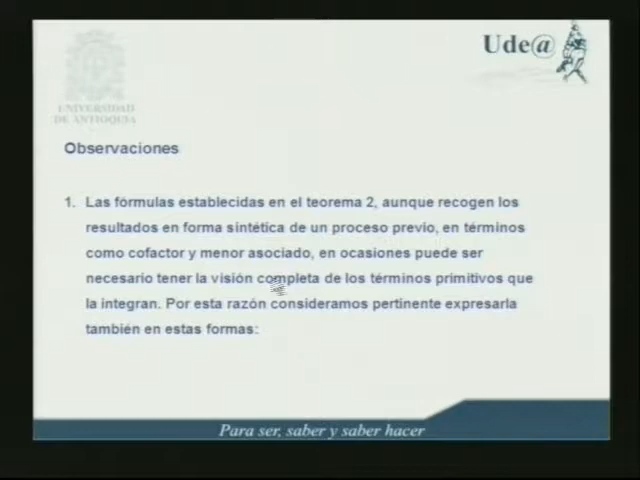 Ude@
UNIVERSIDAD
DE ANTIOQUIA
Observaciones
1. Las fórmulas establecidas en el teorema 2, aunque recogen los
resultados en forma sintética de un proceso previo, en términos
como cofactor y menor asociado, en ocasiones puede ser
necesario tener la visión completa de los términos primitivos que
la integran. Por esta razón consideramos pertinente expresarla
también en estas formas:
Para ser, saber y saber hacer